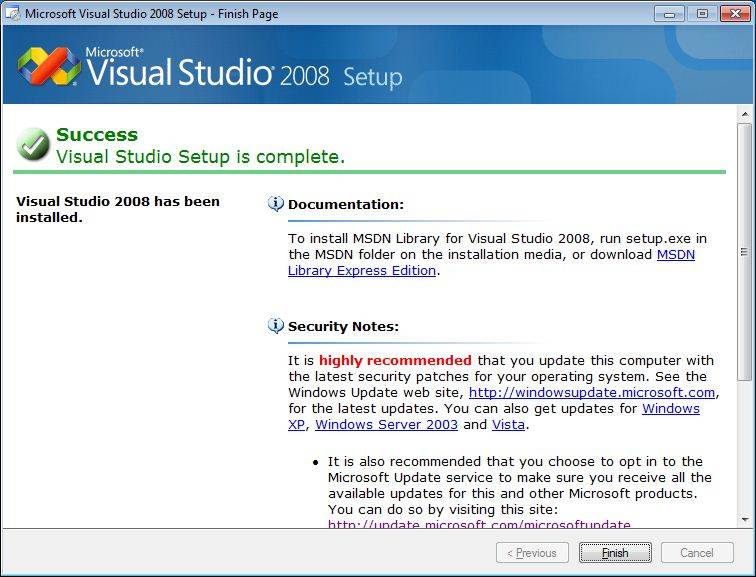 Microsoft Visual Studio 2008 Setup - Finish Page
Microsoft®
Visual Studio® 2008 Setup
Success
Visual Studio Setup is complete.
Visual Studio 2008 has been
installed.
Documentation:
To install MSDN Library for Visual Studio 2008, run setup.exe in
the MSDN folder on the installation media, or download MSDN
Library Express Edition.
Security Notes:
It is highly recommended that you update this computer with
the latest security patches for your operating system. See the
Windows Update web site, http://windowsupdate.microsoft.com,
for the latest updates. You can also get updates for Windows
XP, Windows Server 2003 and Vista.
• It is also recommended that you choose to opt in to the
Microsoft Update service to make sure you receive all the
available updates for this and other Microsoft products.
You can do so by visiting this site:
http://update.microsoft.com/microsoftupdate
< Previous
Finish
Cancel